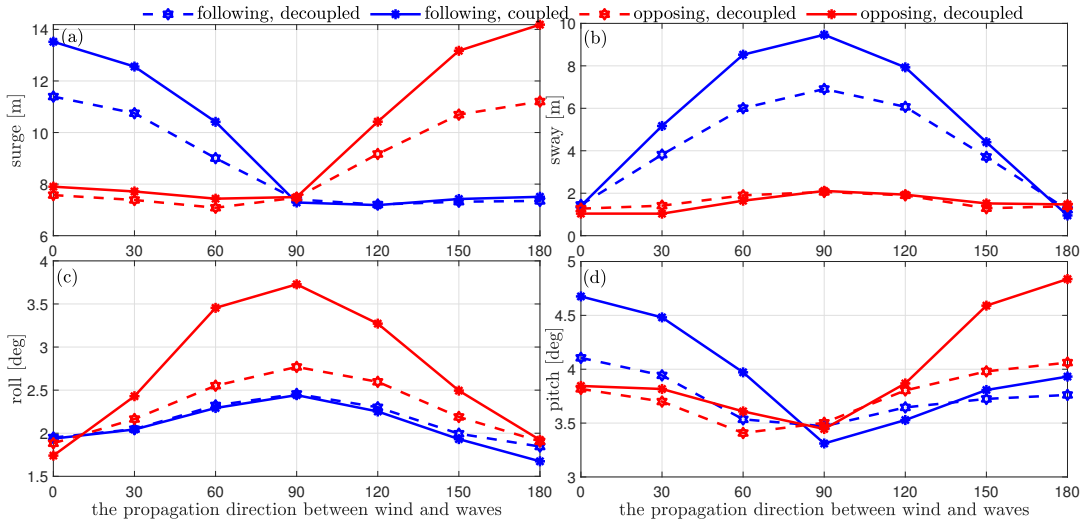 following, decoupled following, coupled opposing, decoupled opposing, decoupled
(a)
14
12
10
8
6
surge [m]
0 30 60 90 120 150 180
(b)
10
8
6
4
2
0
sway [m]
0 30 60 90 120 150 180
(c)
4
3.5
3
2.5
2
1.5
roll [deg]
0 30 60 90 120 150 180
the propagation direction between wind and waves
(d)
5
4.5
4
3.5
3
pitch [deg]
0 30 60 90 120 150 180
the propagation direction between wind and waves